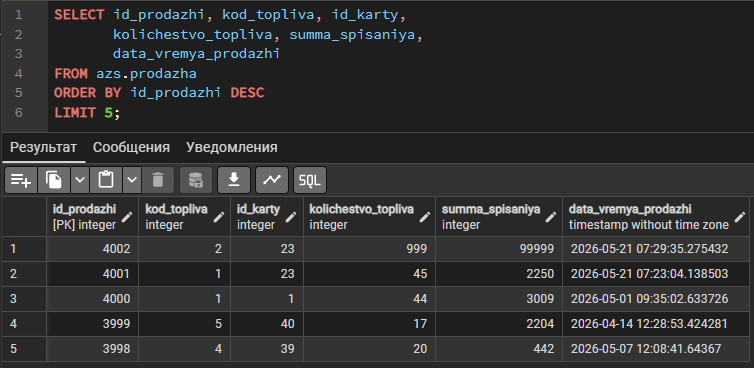 1 SELECT id_prodazhi, kod_topliva, id_karty,
2 kolichestvo_topliva, summa_spisaniya,
3 data_vremya_prodazhi
4 FROM azs.prodazha
5 ORDER BY id_prodazhi DESC
6 LIMIT 5;
Результат Сообщения Уведомления
SQL
id_prodazhi kod_topliva id_karty kolichestvo_topliva summa_spisaniya data_vremya_prodazhi
[PK] integer integer integer integer integer timestamp without time zone
1 4002 2 23 999 99999 2026-05-21 07:29:35.275432
2 4001 1 23 45 2250 2026-05-21 07:23:04.138503
3 4000 1 1 44 3009 2026-05-01 09:35:02.633726
4 3999 5 40 17 2204 2026-04-14 12:28:53.424281
5 3998 4 39 20 442 2026-05-07 12:08:41.64367